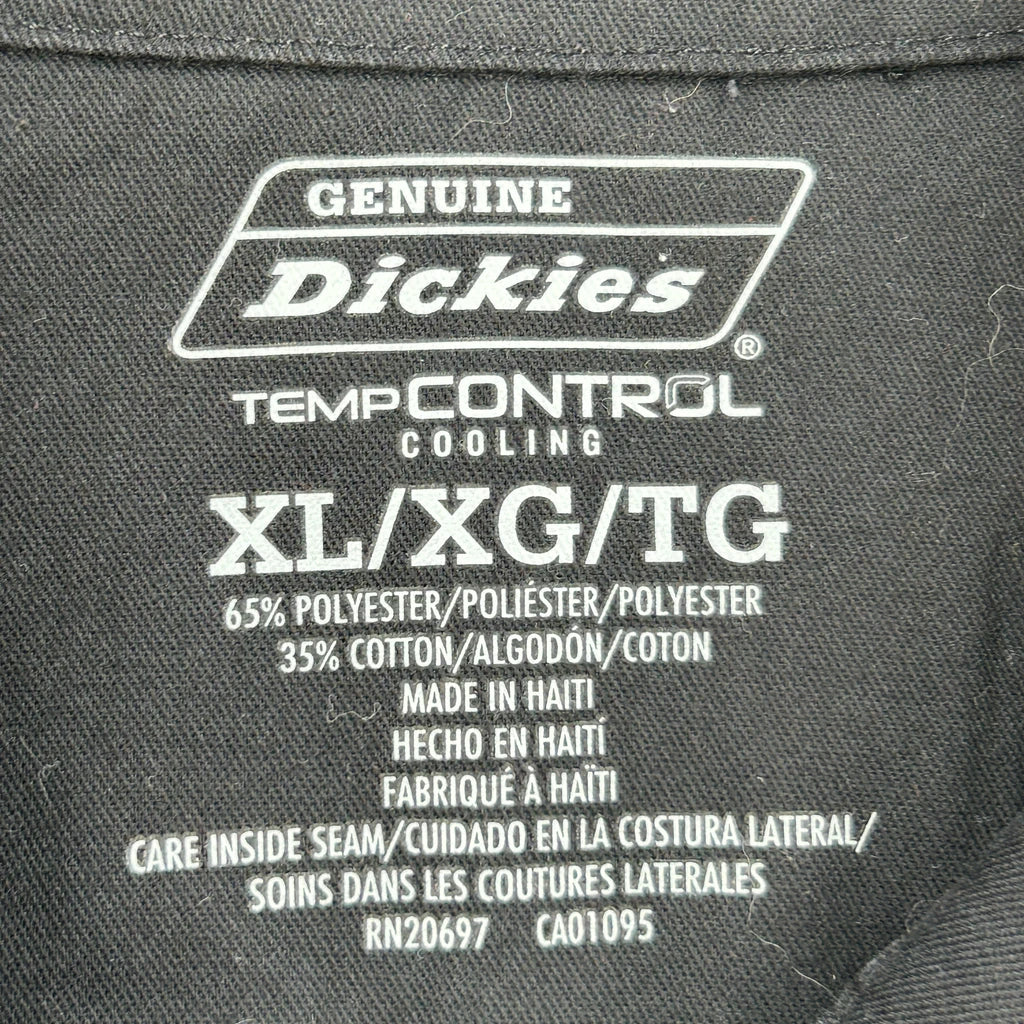 GENUINE
Dickies
®
TEMPCONTROL
COOLING
XL/XG/TG
65% POLYESTER/POLIÉSTER/POLYESTER
35% COTTON/ALGODÓN/COTON
MADE IN HAITI
HECHO EN HAITÍ
FABRIQUÉ À HAÏTI
CARE INSIDE SEAM/CUIDADO EN LA COSTURA LATERAL/
SOINS DANS LES COUTURES LATERALES
RN20697 CA01095